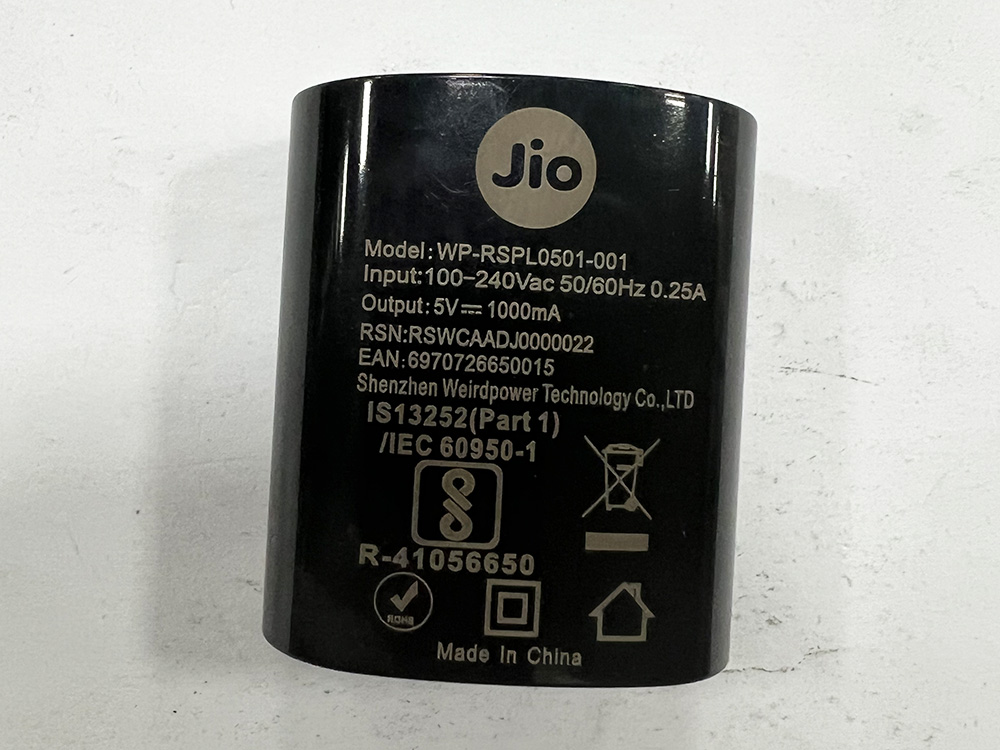 Jio
Model:WP-RSPL0501-001
Input:100-240Vac 50/60Hz 0.25A
Output:5V⎓1000mA
RSN:RSWCAADJ0000022
EAN:6970726650015
Shenzhen Weirdpower Technology Co.,LTD
IS13252(Part 1)
/IEC 60950-1
R-41056650
ROHS
Made In China